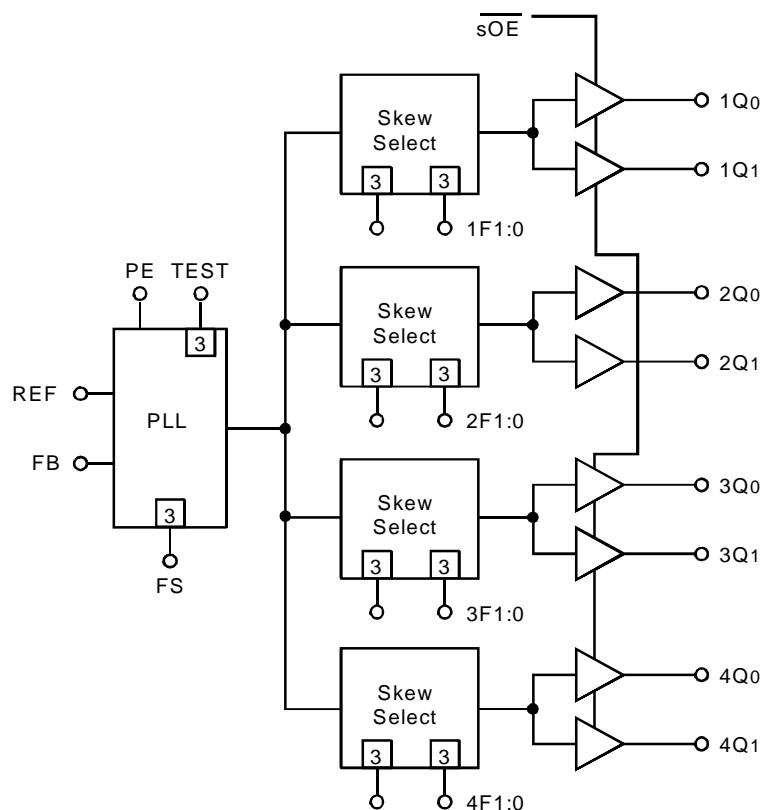 sOE
1Q0
Skew
Select
1Q1
3
3
1F1:0
PE
TEST
2Q0
Skew
Select
3
2Q1
3
3
REF
PLL
2F1:0
FB
3Q0
Skew
Select
3
3Q1
FS
3
3
3F1:0
4Q0
Skew
Select
4Q1
3
3
4F1:0